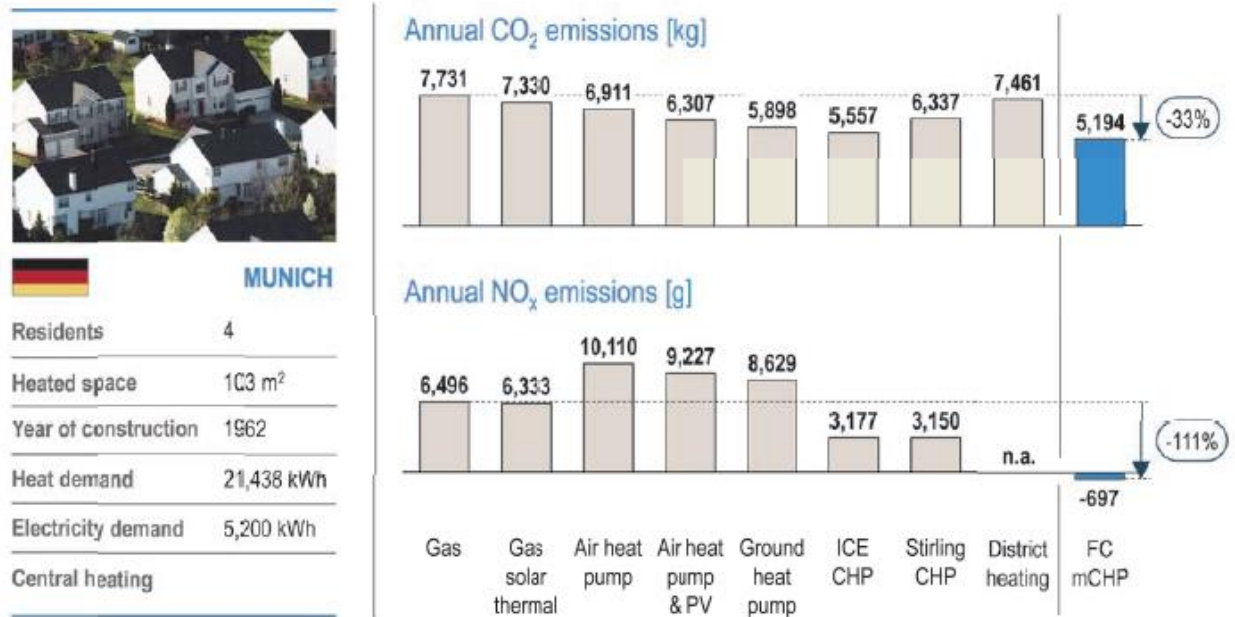 MUNICH
Residents 4
Heated space 103 m²
Year of construction 1962
Heat demand 21,438 kWh
Electricity demand 5,200 kWh
Central heating
Annual CO₂ emissions [kg]
7,731 7,330 6,911 6,307 5,898 5,557 6,337 7,461 5,194 -33%
Annual NOₓ emissions [g]
6,496 6,333 10,110 9,227 8,629 3,177 3,150 n.a. -697 -111%
Gas
Gas
solar
thermal
Air heat
pump
Air heat
pump
& PV
Ground
heat
pump
ICE
CHP
Stirling
CHP
District
heating
FC
mCHP